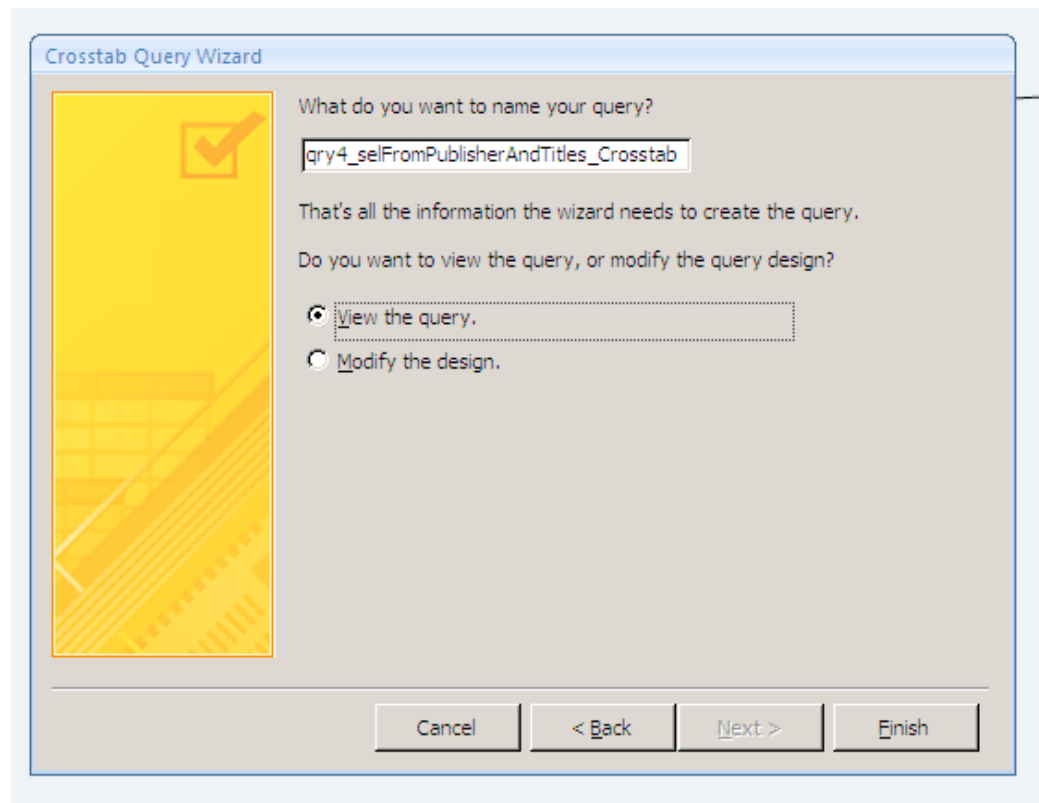 Crosstab Query Wizard
What do you want to name your query?
qry4_selFromPublisherAndTitles_Crosstab
That's all the information the wizard needs to create the query.
Do you want to view the query, or modify the query design?
View the query.
Modify the design.
Cancel < Back Next > Finish